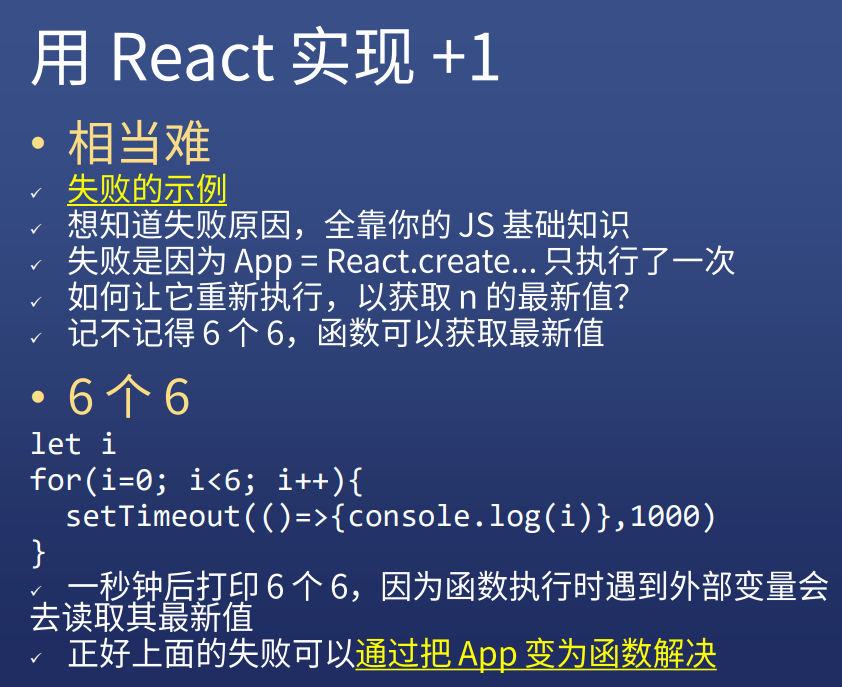 用 React 实现 +1
• 相当难
✓ 失败的示例
✓ 想知道失败原因，全靠你的 JS 基础知识
✓ 失败是因为 App = React.create... 只执行了一次
✓ 如何让它重新执行，以获取 n 的最新值？
✓ 记不记得 6 个 6，函数可以获取最新值
• 6 个 6
let i
for(i=0; i<6; i++){
  setTimeout(()=>{console.log(i)},1000)
}
✓ 一秒钟后打印 6 个 6，因为函数执行时遇到外部变量会
去读取其最新值
✓ 正好上面的失败可以通过把 App 变为函数解决